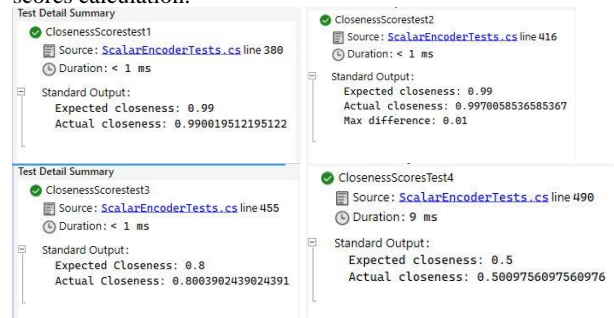 scores calculation.
Test Detail Summary
ClosenessScorestest1
Source: ScalarEncoderTests.cs line 380
Duration: < 1 ms
Standard Output:
Expected closeness: 0.99
Actual closeness: 0.990019512195122
ClosenessScorestest2
Source: ScalarEncoderTests.cs line 416
Duration: < 1 ms
Standard Output:
Expected closeness: 0.99
Actual closeness: 0.9970058536585367
Max difference: 0.01
Test Detail Summary
ClosenessScorestest3
Source: ScalarEncoderTests.cs line 455
Duration: < 1 ms
Standard Output:
Expected Closeness: 0.8
Actual Closeness: 0.8003902439024391
ClosenessScoresTest4
Source: ScalarEncoderTests.cs line 490
Duration: 9 ms
Standard Output:
Expected closeness: 0.5
Actual closeness: 0.5009756097560976